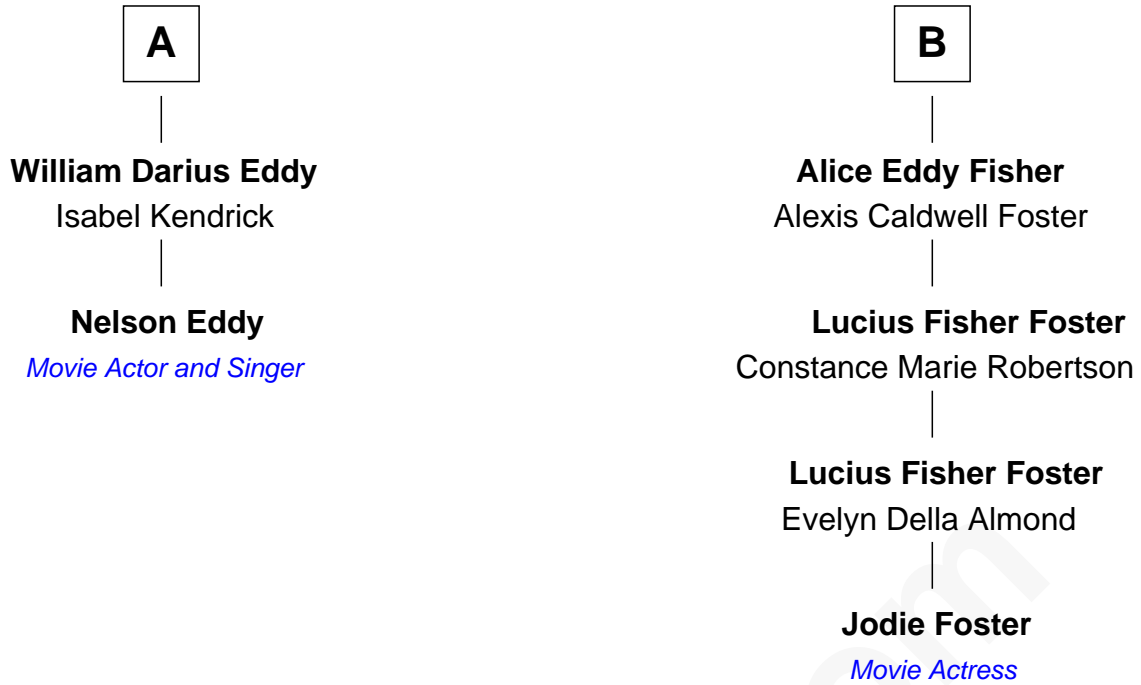 A
William Darius Eddy
Isabel Kendrick
Nelson Eddy
Movie Actor and Singer
B
Alice Eddy Fisher
Alexis Caldwell Foster
Lucius Fisher Foster
Constance Marie Robertson
Lucius Fisher Foster
Evelyn Della Almond
Jodie Foster
Movie Actress